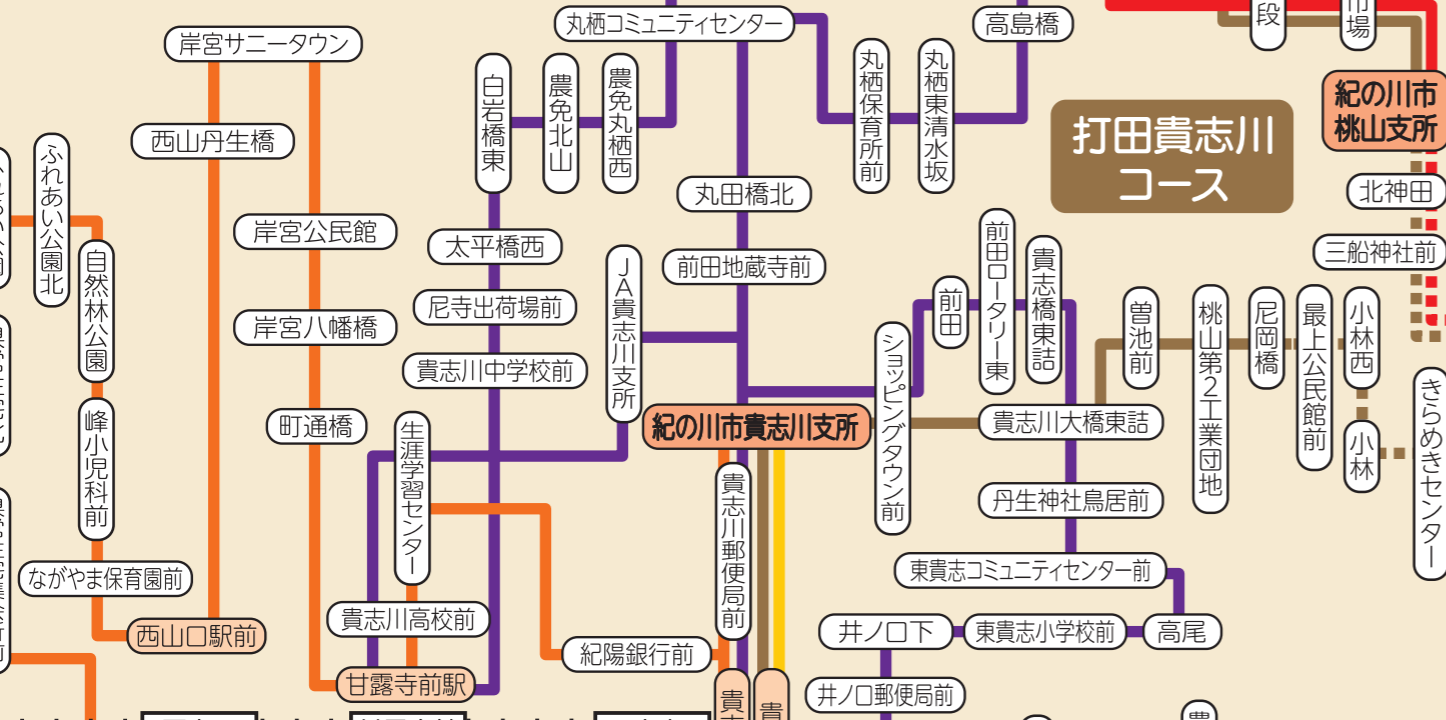 丸栖コミュニティセンター
高島橋
段
市場
岸宮サニータウン
白岩橋東
農免北山
農免丸栖西
丸栖保育所前
丸栖東清水坂
打田貴志川
コース
紀の川市
桃山支所
西山丹生橋
ふれあい公園北
丸田橋北
北神田
岸宮公民館
太平橋西
前田地蔵寺前
三船神社前
自然林公園
JA貴志川支所
前田
前田ロータリー東
貴志橋東詰
尼寺出荷場前
岸宮八幡橋
曽池前
桃山第2工業団地
尼岡橋
最上公民館前
小林西
ショッピングタウン前
貴志川中学校前
きらめきセンター
峰小児科前
町通橋
生涯学習センター
紀の川市貴志川支所
貴志川大橋東詰
小林
貴志川郵便局前
丹生神社鳥居前
ながやま保育園前
東貴志コミュニティセンター前
西山口駅前
貴志川高校前
井ノ口下
東貴志小学校前
高尾
紀陽銀行前
甘露寺前駅
井ノ口郵便局前
貴
貴